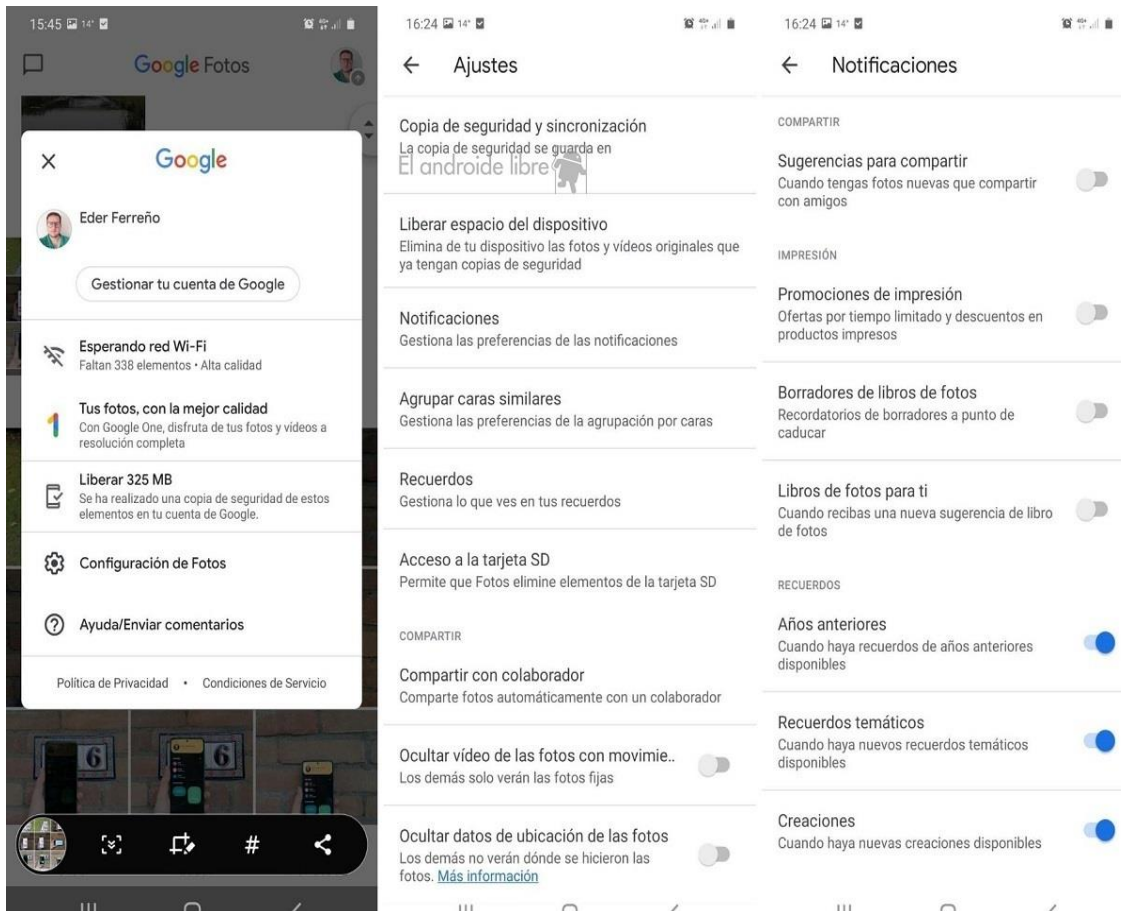 15:45 14°
Google Fotos
Google
Eder Ferreño
Gestionar tu cuenta de Google
Esperando red Wi-Fi
Faltan 338 elementos • Alta calidad
Tus fotos, con la mejor calidad
Con Google One, disfruta de tus fotos y vídeos a
resolución completa
Liberar 325 MB
Se ha realizado una copia de seguridad de estos
elementos en tu cuenta de Google.
Configuración de Fotos
Ayuda/Enviar comentarios
Política de Privacidad • Condiciones de Servicio
6 6
#
16:24 14°
Ajustes
Copia de seguridad y sincronización
La copia de seguridad se guarda en
El androide libre
Liberar espacio del dispositivo
Elimina de tu dispositivo las fotos y vídeos originales que
ya tengan copias de seguridad
Notificaciones
Gestiona las preferencias de las notificaciones
Agrupar caras similares
Gestiona las preferencias de la agrupación por caras
Recuerdos
Gestiona lo que ves en tus recuerdos
Acceso a la tarjeta SD
Permite que Fotos elimine elementos de la tarjeta SD
COMPARTIR
Compartir con colaborador
Comparte fotos automáticamente con un colaborador
Ocultar vídeo de las fotos con movimie..
Los demás solo verán las fotos fijas
Ocultar datos de ubicación de las fotos
Los demás no verán dónde se hicieron las
fotos. Más información
16:24 14°
Notificaciones
COMPARTIR
Sugerencias para compartir
Cuando tengas fotos nuevas que compartir
con amigos
IMPRESIÓN
Promociones de impresión
Ofertas por tiempo limitado y descuentos en
productos impresos
Borradores de libros de fotos
Recordatorios de borradores a punto de
caducar
Libros de fotos para ti
Cuando recibas una nueva sugerencia de libro
de fotos
RECUERDOS
Años anteriores
Cuando haya recuerdos de años anteriores
disponibles
Recuerdos temáticos
Cuando haya nuevos recuerdos temáticos
disponibles
Creaciones
Cuando haya nuevas creaciones disponibles